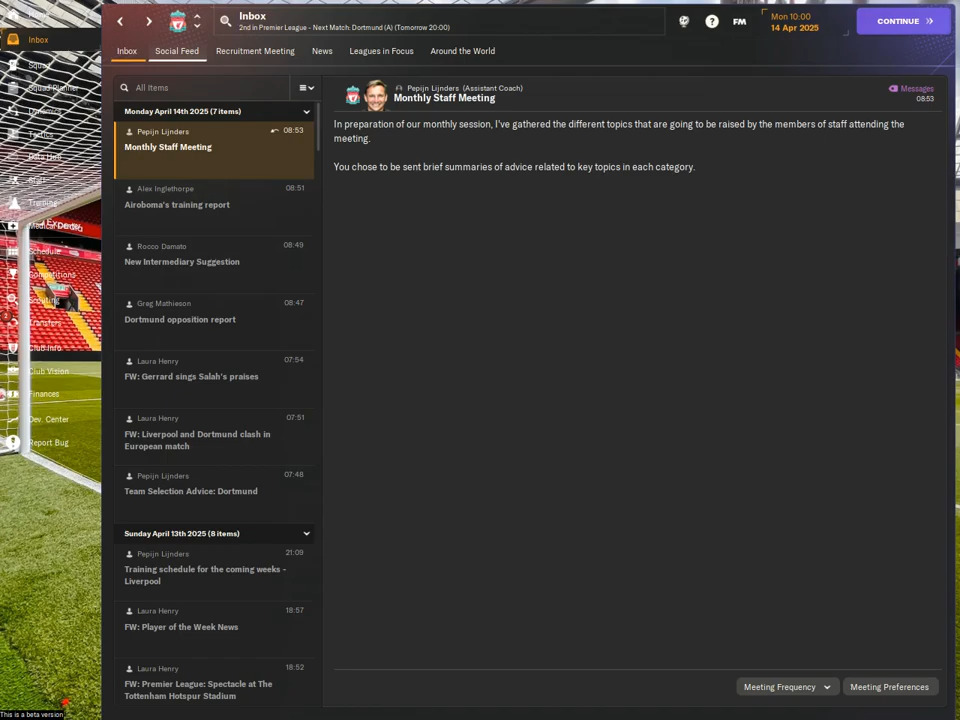 Inbox
2nd in Premier League - Next Match: Dortmund (A) (Tomorrow 20:00)
FM
Mon 10:00
14 Apr 2025
CONTINUE
Inbox
Social Feed
Recruitment Meeting
News
Leagues in Focus
Around the World
Inbox
Squad Planner
Tactics
Data Hub
Training
Medical Centre
Schedule
Competitions
Scouting
Transfers
Club Info
Club Vision
Finances
Dev. Center
Report Bug
This is a beta version
All Items
Monday April 14th 2025 (7 items)
Pepijn Lijnders
08:53
Monthly Staff Meeting
Alex Inglethorpe
08:51
Airoboma's training report
Rocco Damato
08:49
New Intermediary Suggestion
Greg Mathieson
08:47
Dortmund opposition report
Laura Henry
07:54
FW: Gerrard sings Salah's praises
Laura Henry
07:51
FW: Liverpool and Dortmund clash in
European match
Pepijn Lijnders
07:48
Team Selection Advice: Dortmund
Sunday April 13th 2025 (8 items)
Pepijn Lijnders
21:09
Training schedule for the coming weeks -
Liverpool
Laura Henry
18:57
FW: Player of the Week News
Laura Henry
18:52
FW: Premier League: Spectacle at The
Tottenham Hotspur Stadium
Pepijn Lijnders (Assistant Coach)
Monthly Staff Meeting
Messages
08:53
In preparation of our monthly session, I've gathered the different topics that are going to be raised by the members of staff attending the
meeting.
You chose to be sent brief summaries of advice related to key topics in each category.
Meeting Frequency
Meeting Preferences